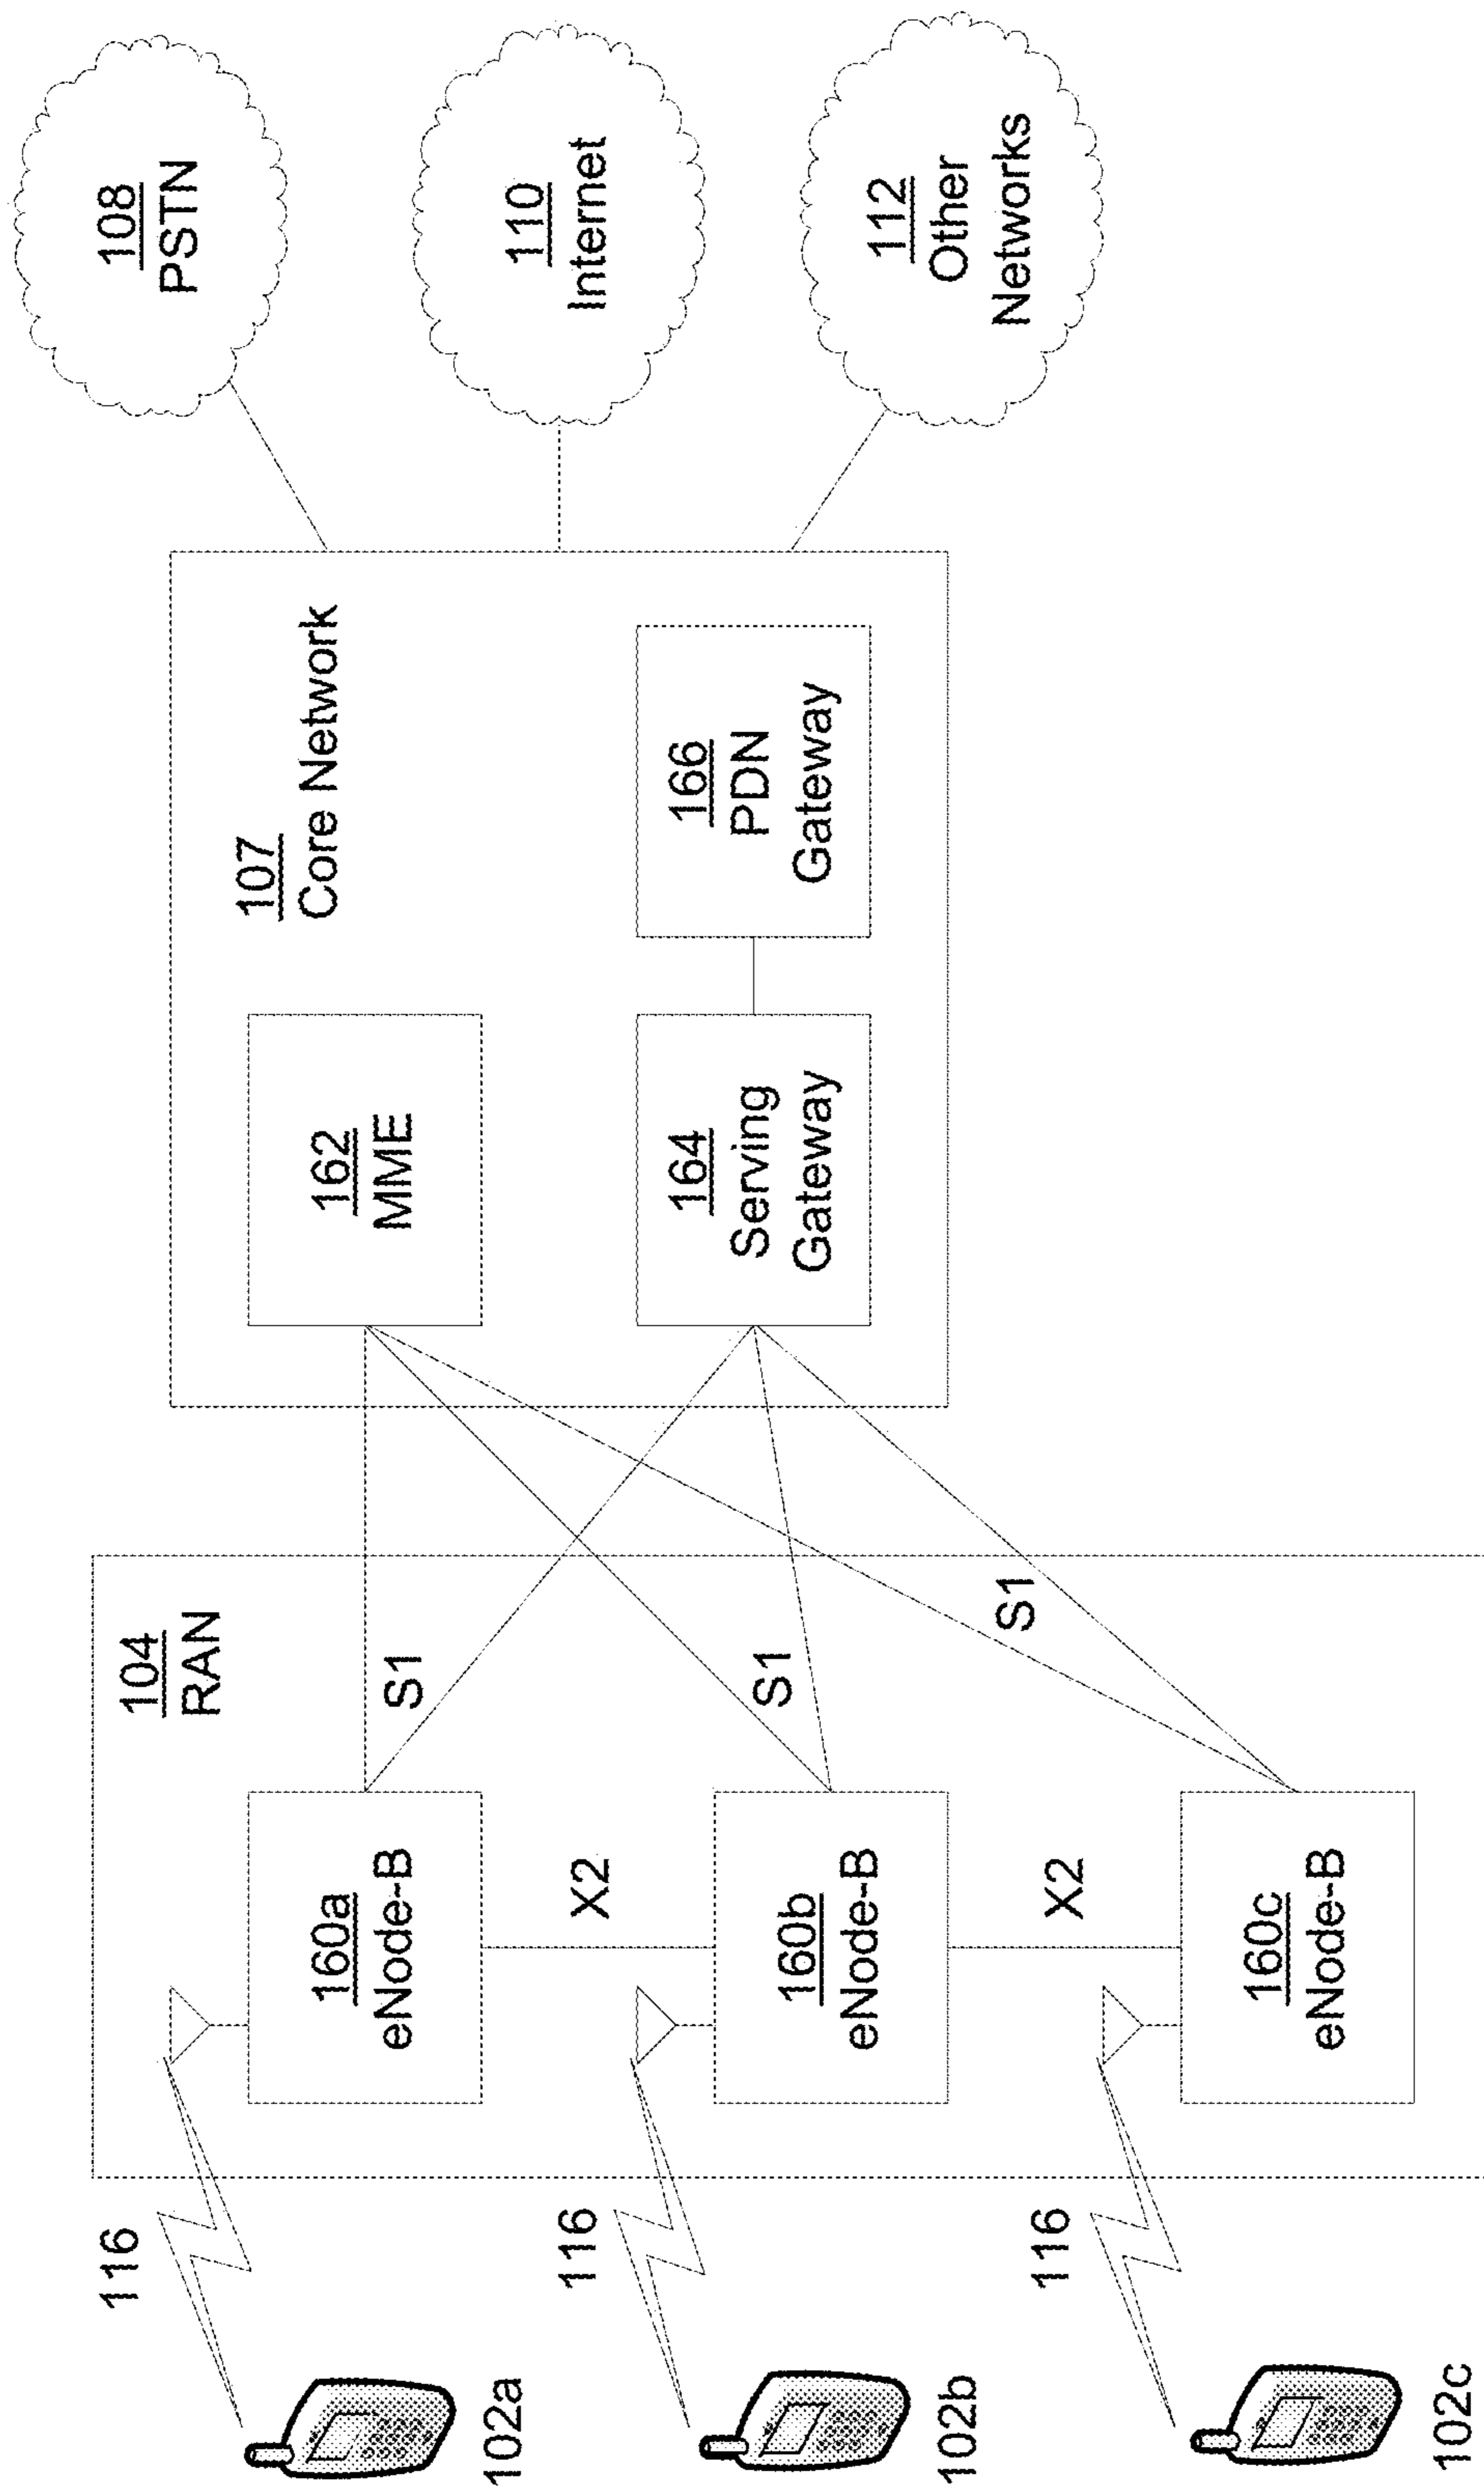 116
116
116
102a
102b
102c
104
RAN
160a
eNode-B
X2
160b
eNode-B
X2
160c
eNode-B
S1
S1
S1
107
Core Network
162
MME
164
Serving
Gateway
166
PDN
Gateway
108
PSTN
110
Internet
112
Other
Networks